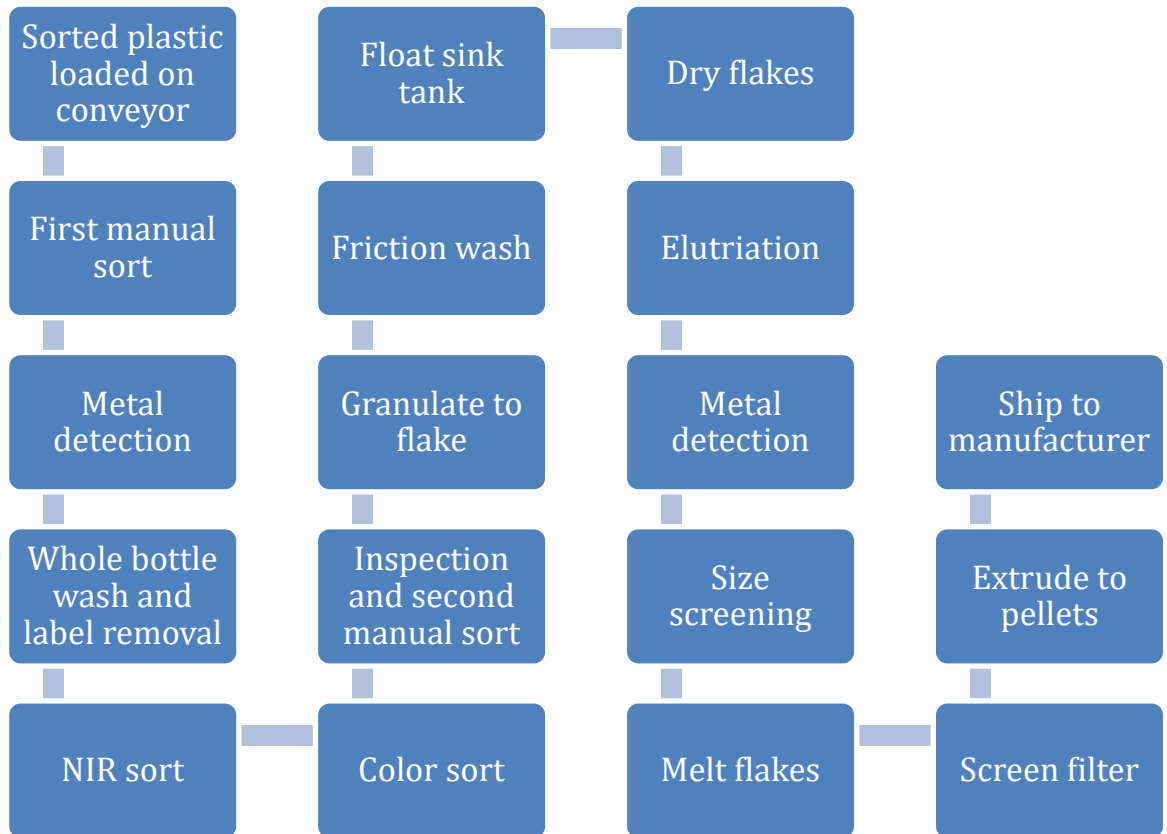 Sorted plastic
loaded on
conveyor
First manual
sort
Metal
detection
Whole bottle
wash and
label removal
NIR sort
Color sort
Inspection
and second
manual sort
Granulate to
flake
Friction wash
Float sink
tank
Dry flakes
Elutriation
Metal
detection
Size
screening
Melt flakes
Screen filter
Extrude to
pellets
Ship to
manufacturer